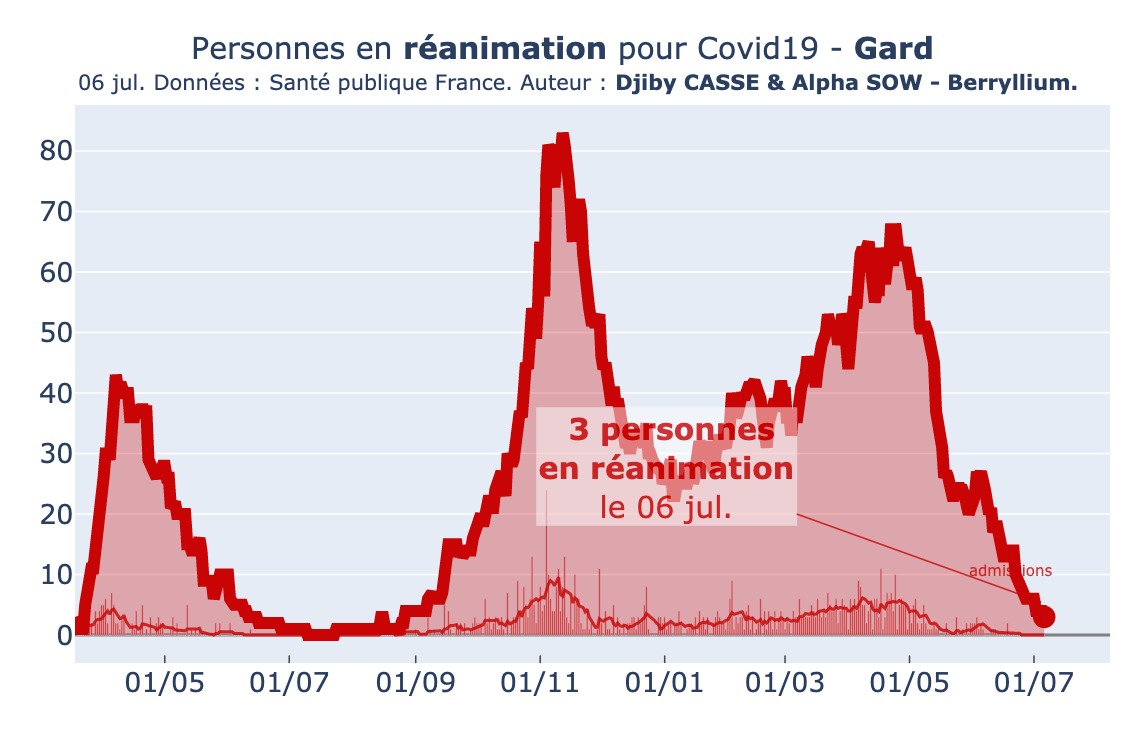 Personnes en réanimation pour Covid19 - Gard
06 jul. Données : Santé publique France. Auteur : Djiby CASSE & Alpha SOW - Berryllium.
80
70
60
50
40
30
20
10
0
3 personnes
en réanimation
le 06 jul.
admissions
01/05 01/07 01/09 01/11 01/01 01/03 01/05 01/07